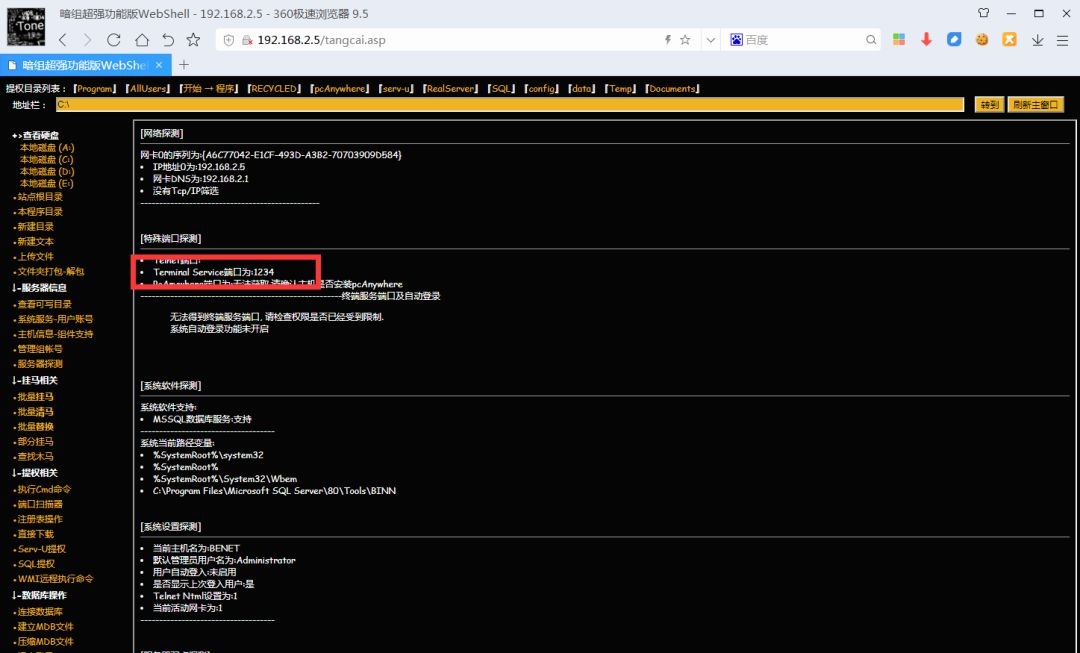 Tone
暗组超强功能版WebShell - 192.168.2.5 - 360极速浏览器 9.5
192.168.2.5/tangcai.asp
百度
暗组超强功能版WebShe
提权目录列表：【Program】【AllUsers】【开始→程序】【RECYCLED】【pcAnywhere】【serv-u】【RealServer】【SQL】【config】【data】【Temp】【Documents】
地址栏： C:\ 转到 刷新主窗口
+>查看硬盘
本地磁盘 (A:)
本地磁盘 (C:)
本地磁盘 (D:)
本地磁盘 (E:)
•站点根目录
•本程序目录
•新建目录
•新建文本
•上传文件
•文件夹打包-解包
↓-服务器信息
•查看可写目录
•系统服务-用户账号
•主机信息-组件支持
•管理组帐号
•服务器探测
↓-挂马相关
•批量挂马
•批量清马
•批量替换
•部分挂马
•查找木马
↓-提权相关
•执行Cmd命令
•端口扫描器
•注册表操作
•直接下载
•Serv-U提权
•SQL提权
•WMI远程执行命令
↓-数据库操作
•连接数据库
•建立MDB文件
•压缩MDB文件
[网络探测]
网卡0的序列为:{A6C77042-E1CF-493D-A3B2-70703909D584}
• IP地址0为:192.168.2.5
• 网卡DNS为:192.168.2.1
• 没有Tcp/IP筛选
[特殊端口探测]
• Telnet端口:
• Terminal Service端口为:1234
• PcAnywhere端口为:无法获取,请确认主机是否安装pcAnywhere
终端服务端口及自动登录
无法得到终端服务端口, 请检查权限是否已经受到限制.
系统自动登录功能未开启
[系统软件探测]
系统软件支持:
• MSSQL数据库服务:支持
系统当前路径变量:
• %SystemRoot%\system32
• %SystemRoot%
• %SystemRoot%\System32\Wbem
• C:\Program Files\Microsoft SQL Server\80\Tools\BINN
[系统设置探测]
• 当前主机名为:BENET
• 默认管理员用户名为:Administrator
• 用户自动登入:未启用
• 是否显示上次登入用户:是
• Telnet Ntml设置为:1
• 当前活动网卡为:1